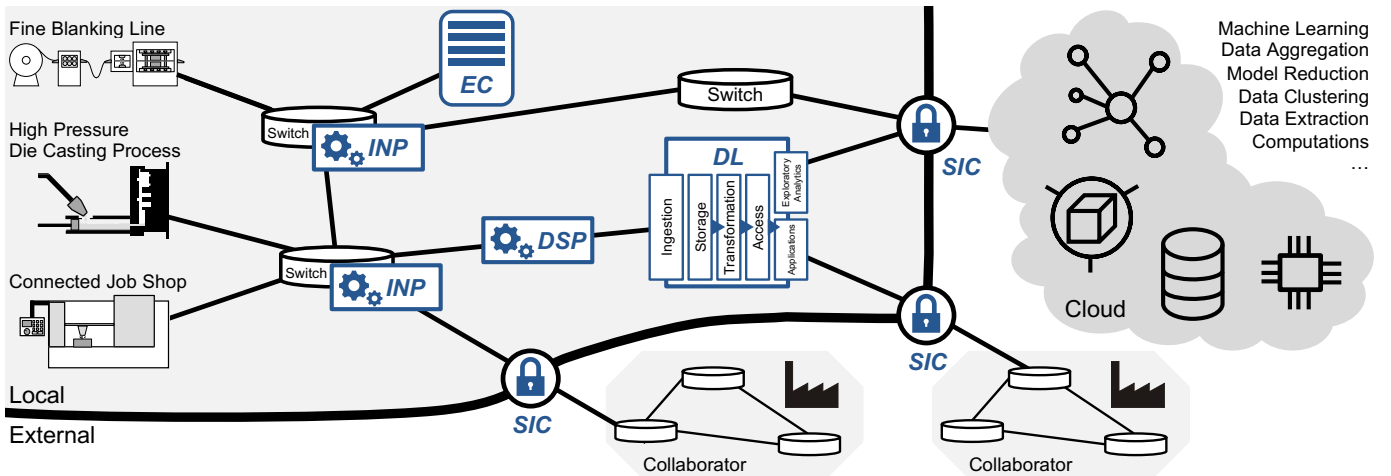 Fine Blanking Line
EC
Switch
INP
High Pressure
Die Casting Process
Switch
INP
Connected Job Shop
DSP
Switch
DL
Ingestion
Storage
Transformation
Access
Exploratory
Analytics
Applications
SIC
SIC
SIC
Machine Learning
Data Aggregation
Model Reduction
Data Clustering
Data Extraction
Computations
...
Cloud
Local
External
Collaborator
Collaborator